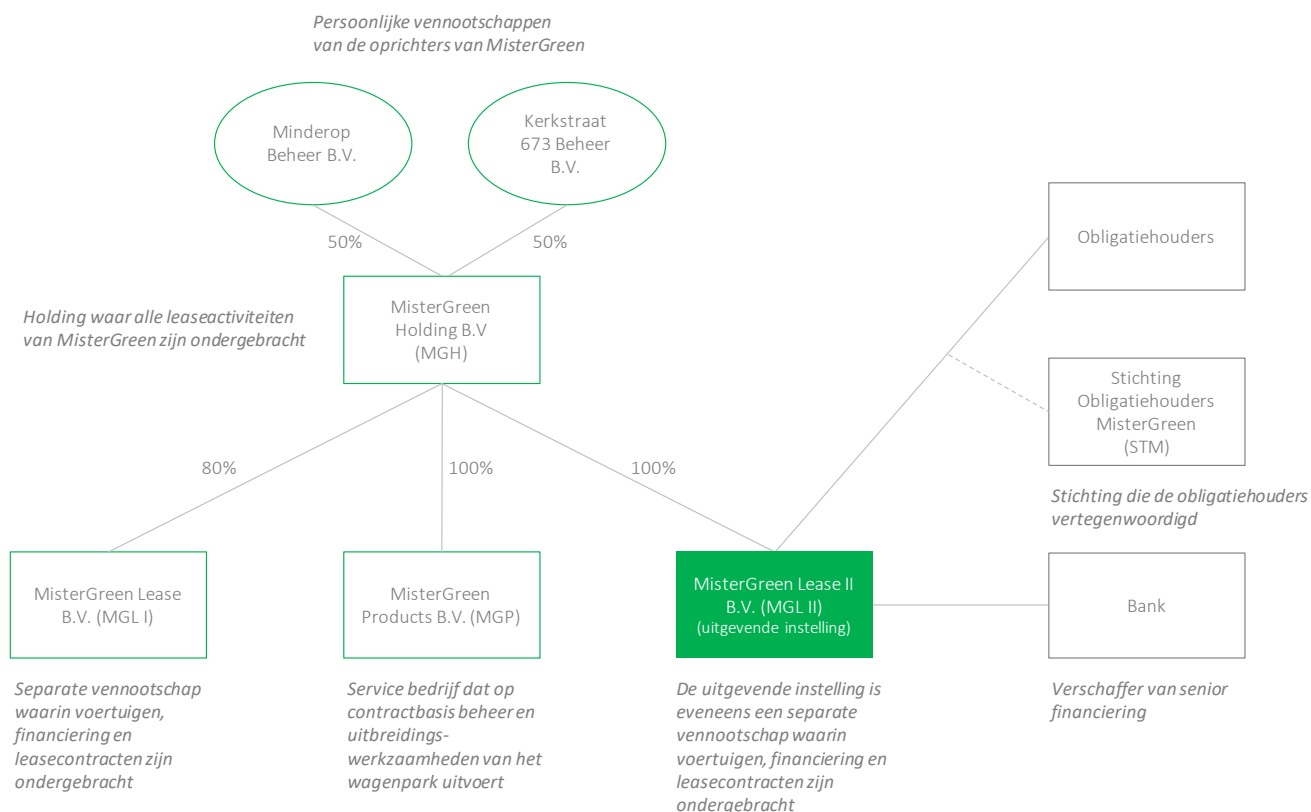 Persoonlijke vennootschappen
van de oprichters van MisterGreen
Minderop
Beheer B.V.
Kerkstraat
673 Beheer
B.V.
50%
50%
Obligatiehouders
Holding waar alle leaseactiviteiten
van MisterGreen zijn ondergebracht
MisterGreen
Holding B.V
(MGH)
Stichting
Obligatiehouders
MisterGreen
(STM)
Stichting die de obligatiehouders
vertegenwoordigd
80%
100%
100%
MisterGreen Lease
B.V. (MGL I)
MisterGreen
Products B.V. (MGP)
MisterGreen Lease II
B.V. (MGL II)
(uitgevende instelling)
Bank
Separate vennootschap
waarin voertuigen,
financiering en
leasecontracten zijn
ondergebracht
Service bedrijf dat op
contractbasis beheer en
uitbreidings-
werkzaamheden van het
wagenpark uitvoert
De uitgevende instelling is
eveneens een separate
vennootschap waarin
voertuigen, financiering en
leasecontracten zijn
ondergebracht
Verschaffer van senior
financiering